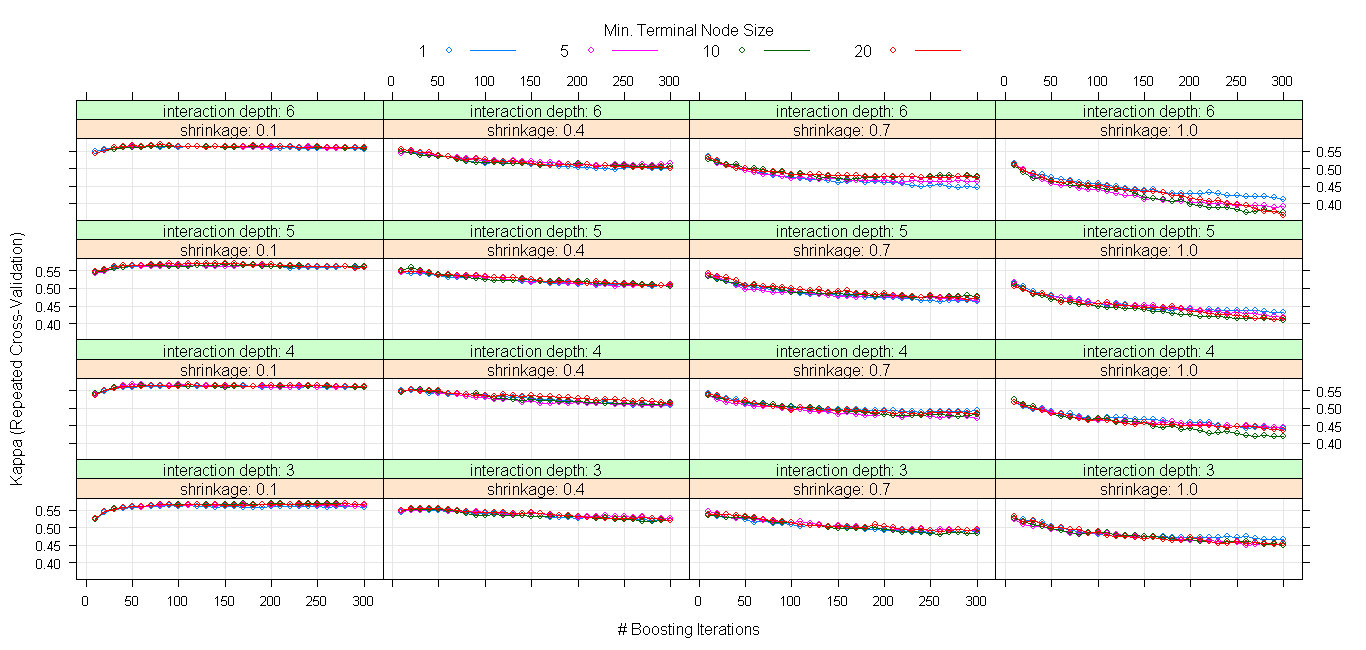 Min. Terminal Node Size
1 5 10 20
0 50 100 150 200 250 300 0 50 100 150 200 250 300
interaction depth: 6 interaction depth: 6 interaction depth: 6 interaction depth: 6
shrinkage: 0.1 shrinkage: 0.4 shrinkage: 0.7 shrinkage: 1.0
0.55
0.50
0.45
0.40
interaction depth: 5 interaction depth: 5 interaction depth: 5 interaction depth: 5
shrinkage: 0.1 shrinkage: 0.4 shrinkage: 0.7 shrinkage: 1.0
0.55
0.50
0.45
0.40
Kappa (Repeated Cross-Validation)
interaction depth: 4 interaction depth: 4 interaction depth: 4 interaction depth: 4
shrinkage: 0.1 shrinkage: 0.4 shrinkage: 0.7 shrinkage: 1.0
0.55
0.50
0.45
0.40
interaction depth: 3 interaction depth: 3 interaction depth: 3 interaction depth: 3
shrinkage: 0.1 shrinkage: 0.4 shrinkage: 0.7 shrinkage: 1.0
0.55
0.50
0.45
0.40
0 50 100 150 200 250 300 0 50 100 150 200 250 300
# Boosting Iterations